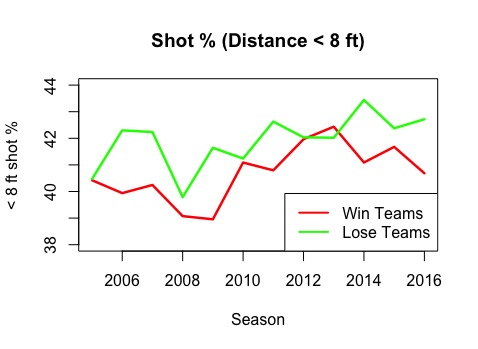 Shot % (Distance < 8 ft)
< 8 ft shot %
44
42
40
38
Win Teams
Lose Teams
2006 2008 2010 2012 2014 2016
Season